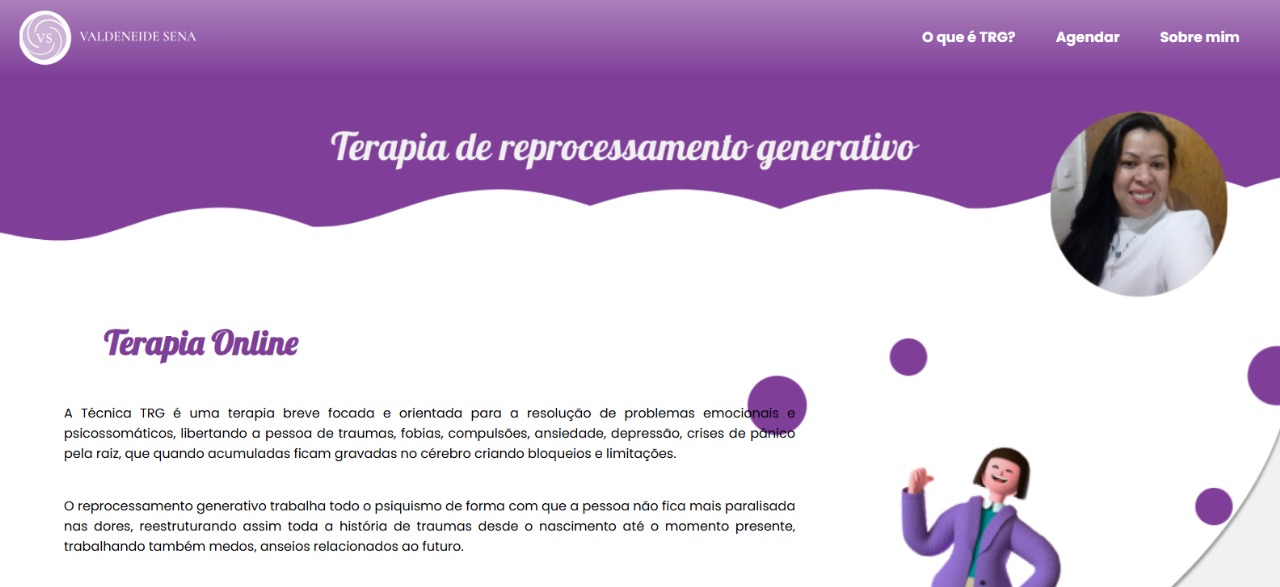 VS VALDENEIDE SENA
O que é TRG? Agendar Sobre mim
Terapia de reprocessamento generativo
Terapia Online
A Técnica TRG é uma terapia breve focada e orientada para a resolução de problemas emocionais e
psicossomáticos, libertando a pessoa de traumas, fobias, compulsões, ansiedade, depressão, crises de pânico
pela raiz, que quando acumuladas ficam gravadas no cérebro criando bloqueios e limitações.
O reprocessamento generativo trabalha todo o psiquismo de forma com que a pessoa não fica mais paralisada
nas dores, reestruturando assim toda a história de traumas desde o nascimento até o momento presente,
trabalhando também medos, anseios relacionados ao futuro.